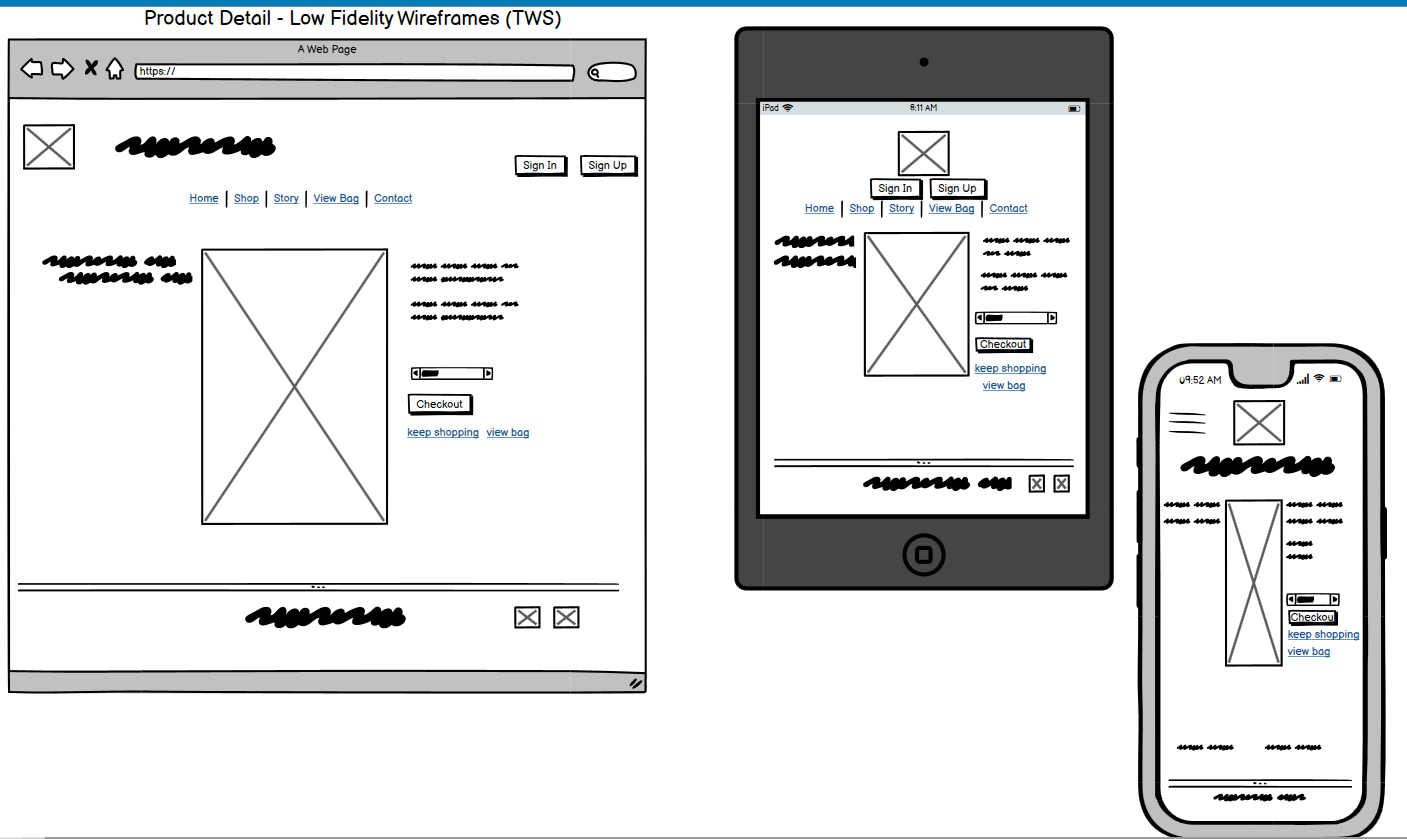 Product Detail - Low Fidelity Wireframes (TWS)
A Web Page
https://
Sign In Sign Up
Home Shop Story View Bag Contact
Checkout
keep shopping view bag
iPad 8:11 AM
Sign In Sign Up
Home Shop Story View Bag Contact
Checkout
keep shopping
view bag
09:52 AM
Checkou
keep shopping
view bag